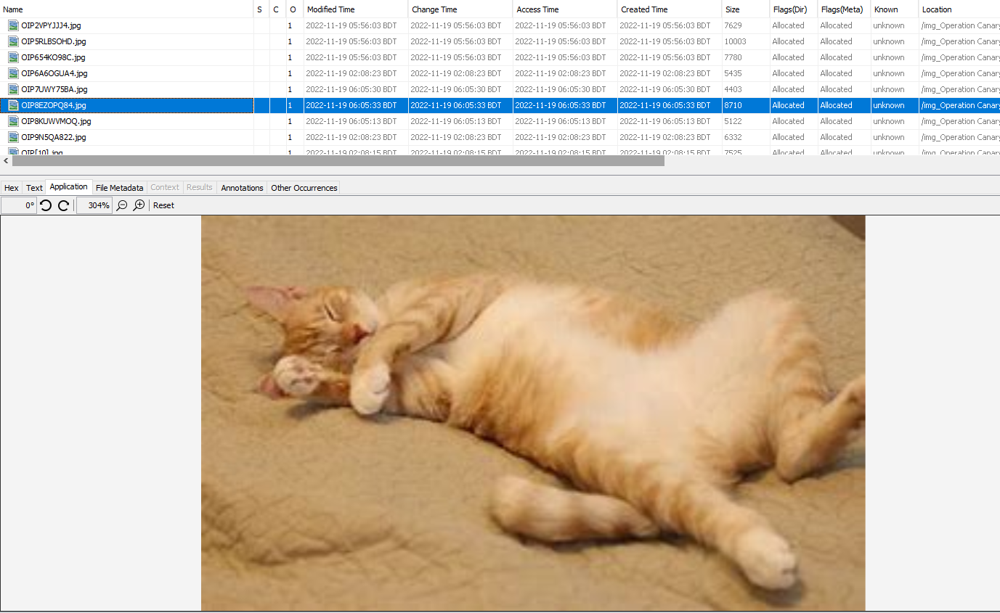 Name S C O Modified Time Change Time Access Time Created Time Size Flags(Dir) Flags(Meta) Known Location
OIP2VPYJJJ4.jpg 1 2022-11-19 05:56:03 BDT 2022-11-19 05:56:03 BDT 2022-11-19 05:56:03 BDT 2022-11-19 05:56:03 BDT 7629 Allocated Allocated unknown /img_Operation Canary
OIP5RLBSOHD.jpg 1 2022-11-19 05:56:03 BDT 2022-11-19 05:56:03 BDT 2022-11-19 05:56:03 BDT 2022-11-19 05:56:03 BDT 10003 Allocated Allocated unknown /img_Operation Canary
OIP654KO98C.jpg 1 2022-11-19 05:56:03 BDT 2022-11-19 05:56:03 BDT 2022-11-19 05:56:03 BDT 2022-11-19 05:56:03 BDT 7780 Allocated Allocated unknown /img_Operation Canary
OIP6A6OGUA4.jpg 1 2022-11-19 02:08:23 BDT 2022-11-19 02:08:23 BDT 2022-11-19 02:08:23 BDT 2022-11-19 02:08:23 BDT 5435 Allocated Allocated unknown /img_Operation Canary
OIP7UWY75BA.jpg 1 2022-11-19 06:05:30 BDT 2022-11-19 06:05:30 BDT 2022-11-19 06:05:30 BDT 2022-11-19 06:05:30 BDT 4403 Allocated Allocated unknown /img_Operation Canary
OIP8EZOPQ84.jpg 1 2022-11-19 06:05:33 BDT 2022-11-19 06:05:33 BDT 2022-11-19 06:05:33 BDT 2022-11-19 06:05:33 BDT 8710 Allocated Allocated unknown /img_Operation Canary
OIP8KUWVMOQ.jpg 1 2022-11-19 06:05:13 BDT 2022-11-19 06:05:13 BDT 2022-11-19 06:05:13 BDT 2022-11-19 06:05:13 BDT 5122 Allocated Allocated unknown /img_Operation Canary
OIP9N5QA822.jpg 1 2022-11-19 02:08:23 BDT 2022-11-19 02:08:23 BDT 2022-11-19 02:08:23 BDT 2022-11-19 02:08:23 BDT 6332 Allocated Allocated unknown /img_Operation Canary
OIP[10].jpg 1 2022-11-19 02:08:15 BDT 2022-11-19 02:08:15 BDT 2022-11-19 02:08:15 BDT 2022-11-19 02:08:15 BDT 7525 Allocated Allocated unknown /img_Operation Canary
Hex Text Application File Metadata Context Results Annotations Other Occurrences
0° 304% Reset